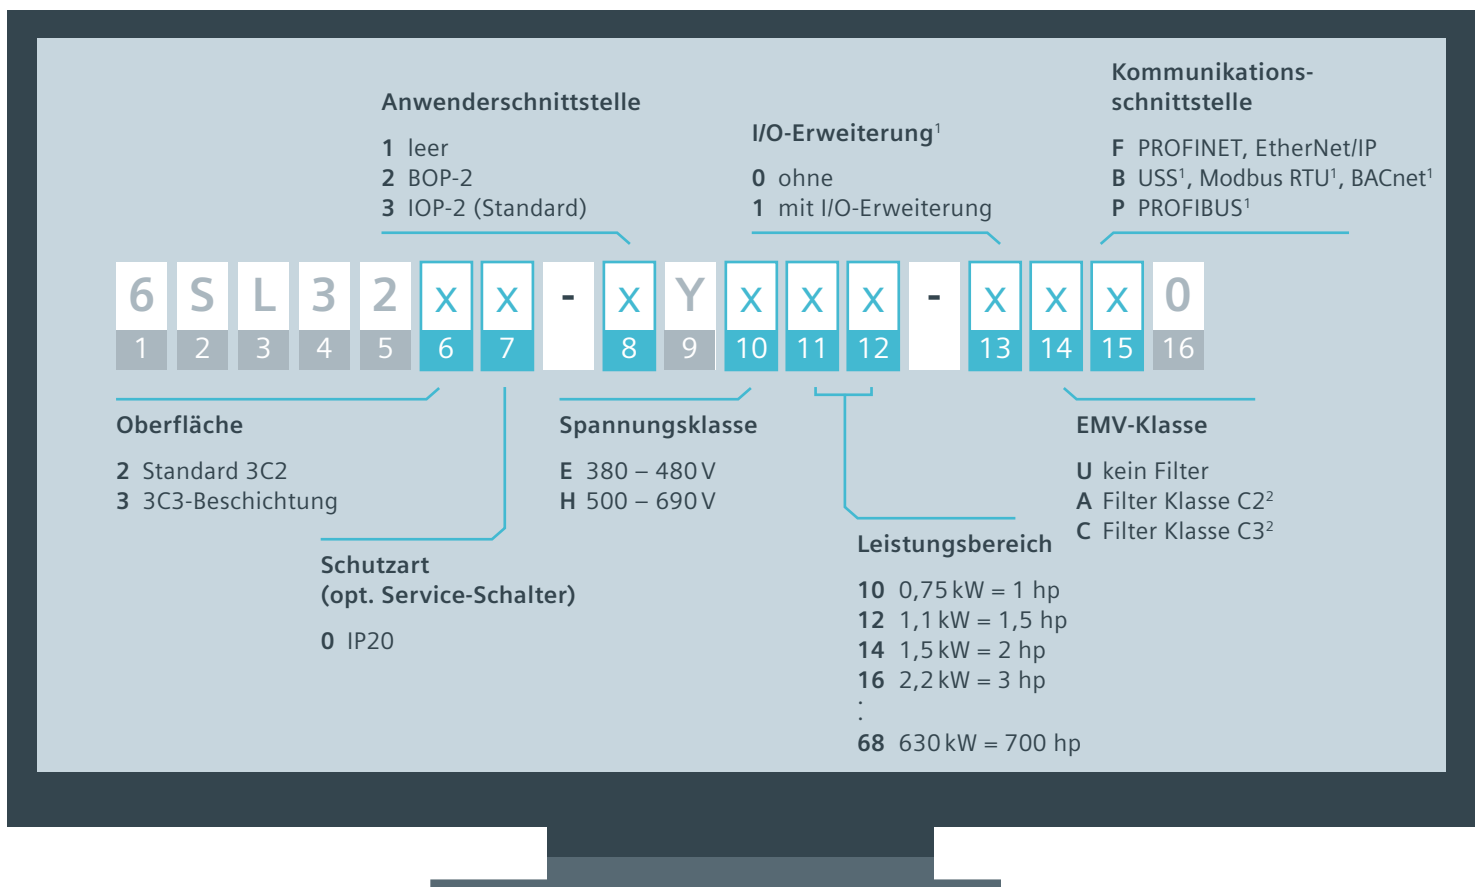 Anwenderschnittstelle
1 leer
2 BOP-2
3 IOP-2 (Standard)
I/O-Erweiterung¹
0 ohne
1 mit I/O-Erweiterung
Kommunikations-
schnittstelle
F PROFINET, EtherNet/IP
B USS¹, Modbus RTU¹, BACnet¹
P PROFIBUS¹
6 S L 3 2 x x - x Y x x x - x x x 0
1 2 3 4 5 6 7 8 9 10 11 12 13 14 15 16
Oberfläche
2 Standard 3C2
3 3C3-Beschichtung
Schutzart
(opt. Service-Schalter)
0 IP20
Spannungsklasse
E 380 – 480 V
H 500 – 690 V
Leistungsbereich
10 0,75 kW = 1 hp
12 1,1 kW = 1,5 hp
14 1,5 kW = 2 hp
16 2,2 kW = 3 hp
.
.
68 630 kW = 700 hp
EMV-Klasse
U kein Filter
A Filter Klasse C2²
C Filter Klasse C3²